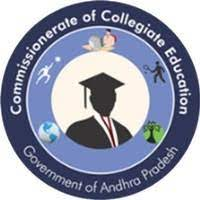 Commissionerate of Collegiate Education
Government of Andhra Pradesh